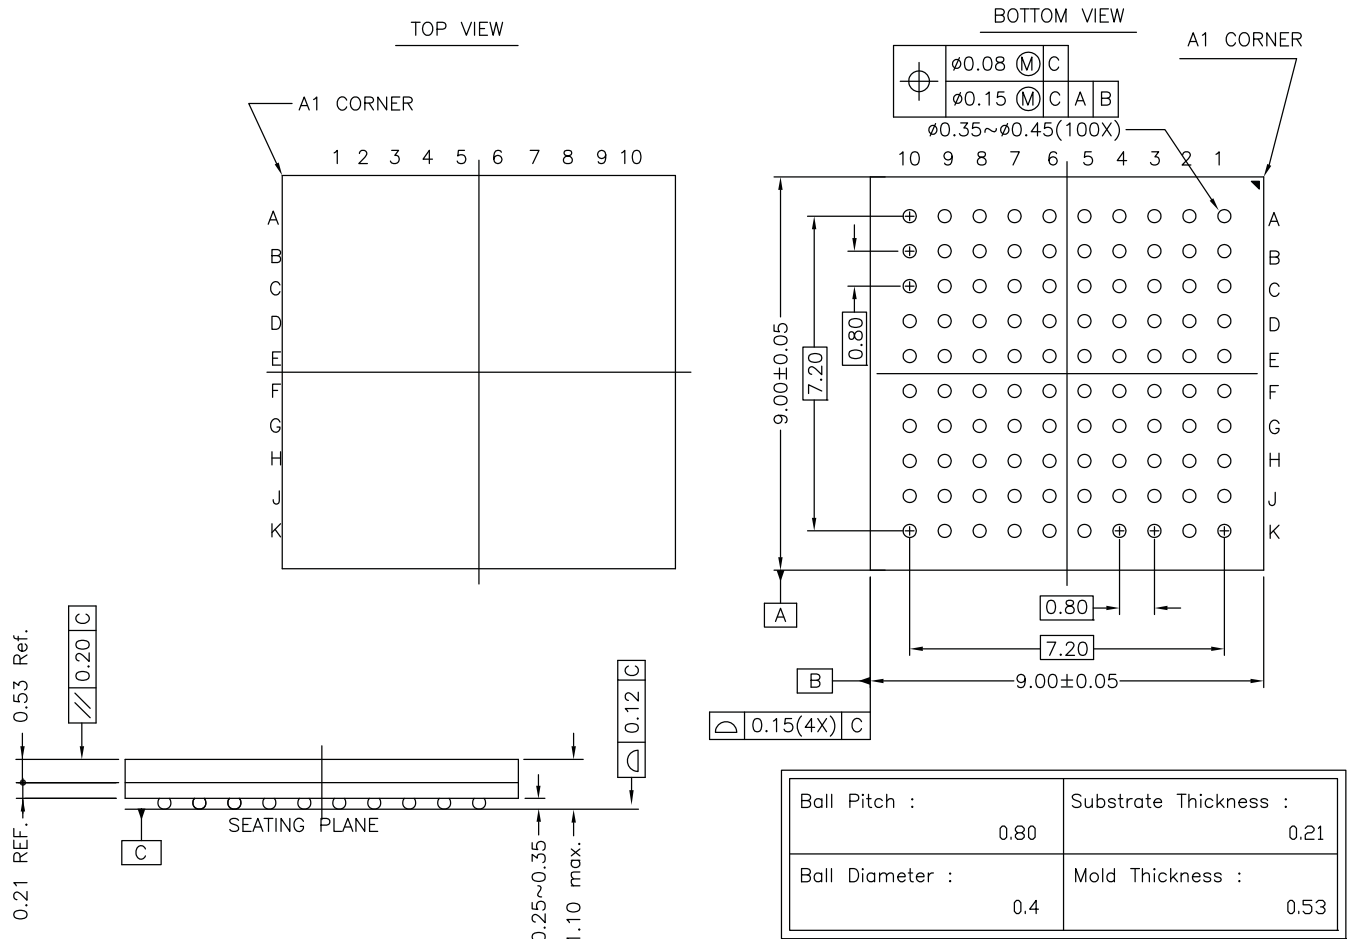 TOP VIEW
A1 CORNER
1 2 3 4 5 6 7 8 9 10
A
B
C
D
E
F
G
H
J
K
BOTTOM VIEW
A1 CORNER
⌀0.08 Ⓜ C
⌀0.15 Ⓜ C A B
⌀0.35~⌀0.45(100X)
10 9 8 7 6 5 4 3 2 1
A
B
C
D
E
F
G
H
J
K
9.00±0.05
7.20
0.80
A
0.80
7.20
B
9.00±0.05
0.15(4X) C
0.53 Ref.
0.21 REF.
// 0.20 C
0.12 C
SEATING PLANE
C
0.25~0.35
1.10 max.
Ball Pitch :
0.80
Substrate Thickness :
0.21
Ball Diameter :
0.4
Mold Thickness :
0.53